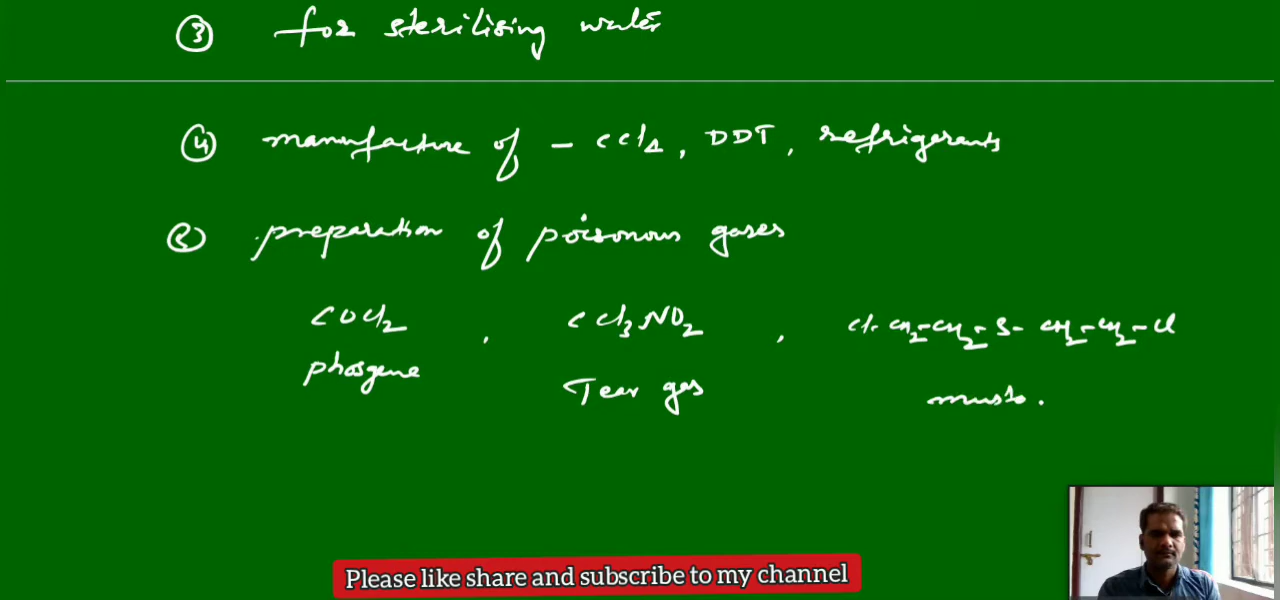 ③ for sterilising water
④ manufacture of - CCl4, DDT, refrigerants
⑤ preparation of poisonous gases
COCl2 , CCl3NO2 , Cl-CH2-CH2-S-CH2-CH2-Cl
phosgene Tear gas musta.
Please like share and subscribe to my channel